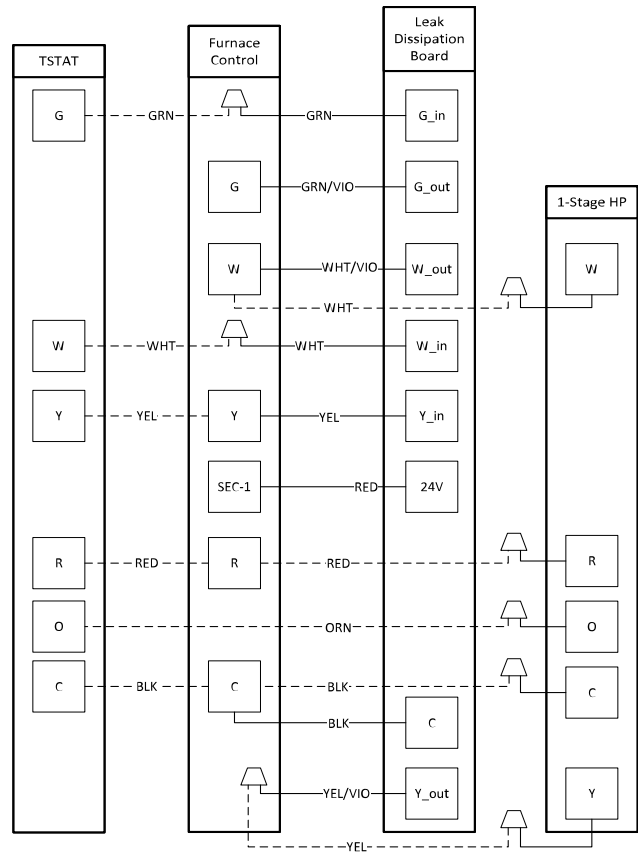 Leak
Dissipation
Board
Furnace
Control
TSTAT
G GRN GRN G_in
G GRN/VIO G_out
1-Stage HP
W WHT/VIO W_out W
WHT
W WHT WHT W_in
Y YEL Y YEL Y_in
SEC-1 RED 24V
R RED R RED R
O ORN O
C BLK C BLK C
BLK C
YEL/VIO Y_out Y
YEL